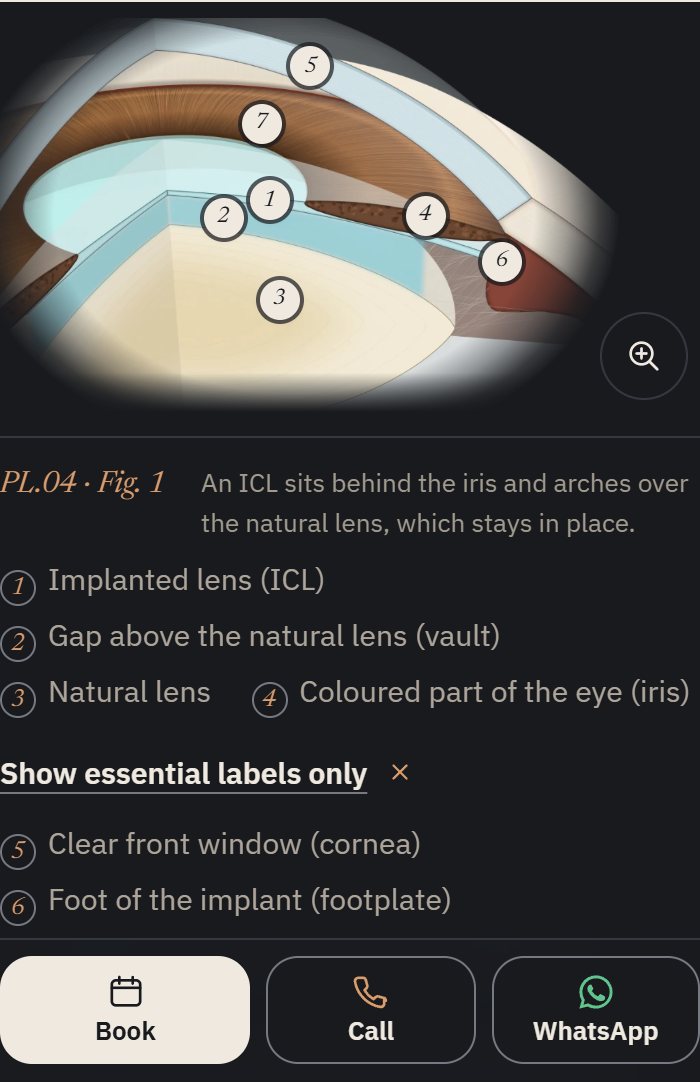 5
7
1
2
4
6
3
PL.04 · Fig. 1
An ICL sits behind the iris and arches over
the natural lens, which stays in place.
1 Implanted lens (ICL)
2 Gap above the natural lens (vault)
3 Natural lens 4 Coloured part of the eye (iris)
Show essential labels only ×
5 Clear front window (cornea)
6 Foot of the implant (footplate)
Book Call WhatsApp